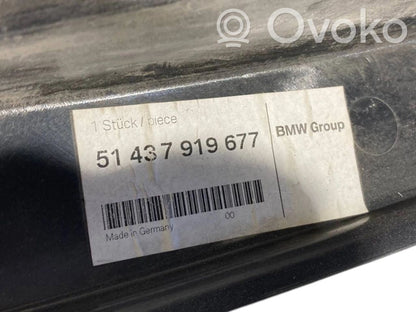 Ovoko
1 Stück / piece
51 437 919 677
BMW Group
00
Made in Germany